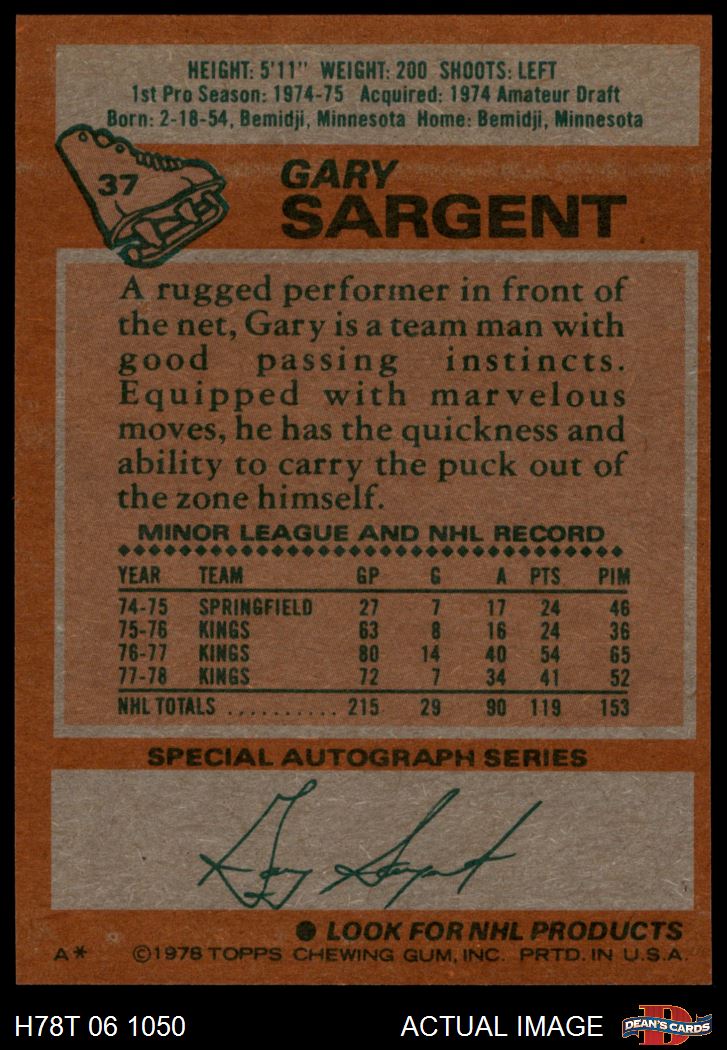 HEIGHT: 5'11" WEIGHT: 200 SHOOTS: LEFT
1st Pro Season: 1974-75 Acquired: 1974 Amateur Draft
Born: 2-18-54, Bemidji, Minnesota Home: Bemidji, Minnesota
37
GARY
SARGENT
A rugged performer in front of
the net, Gary is a team man with
good passing instincts.
Equipped with marvelous
moves, he has the quickness and
ability to carry the puck out of
the zone himself.
MINOR LEAGUE AND NHL RECORD
YEAR TEAM GP G A PTS PIM
74-75 SPRINGFIELD 27 7 17 24 46
75-76 KINGS 63 8 16 24 36
76-77 KINGS 80 14 40 54 65
77-78 KINGS 72 7 34 41 52
NHL TOTALS .......... 215 29 90 119 153
SPECIAL AUTOGRAPH SERIES
Gary Sargent
● LOOK FOR NHL PRODUCTS
A* ©1978 TOPPS CHEWING GUM, INC. PRTD. IN U.S.A.
H78T 06 1050 ACTUAL IMAGE D DEAN'S CARDS